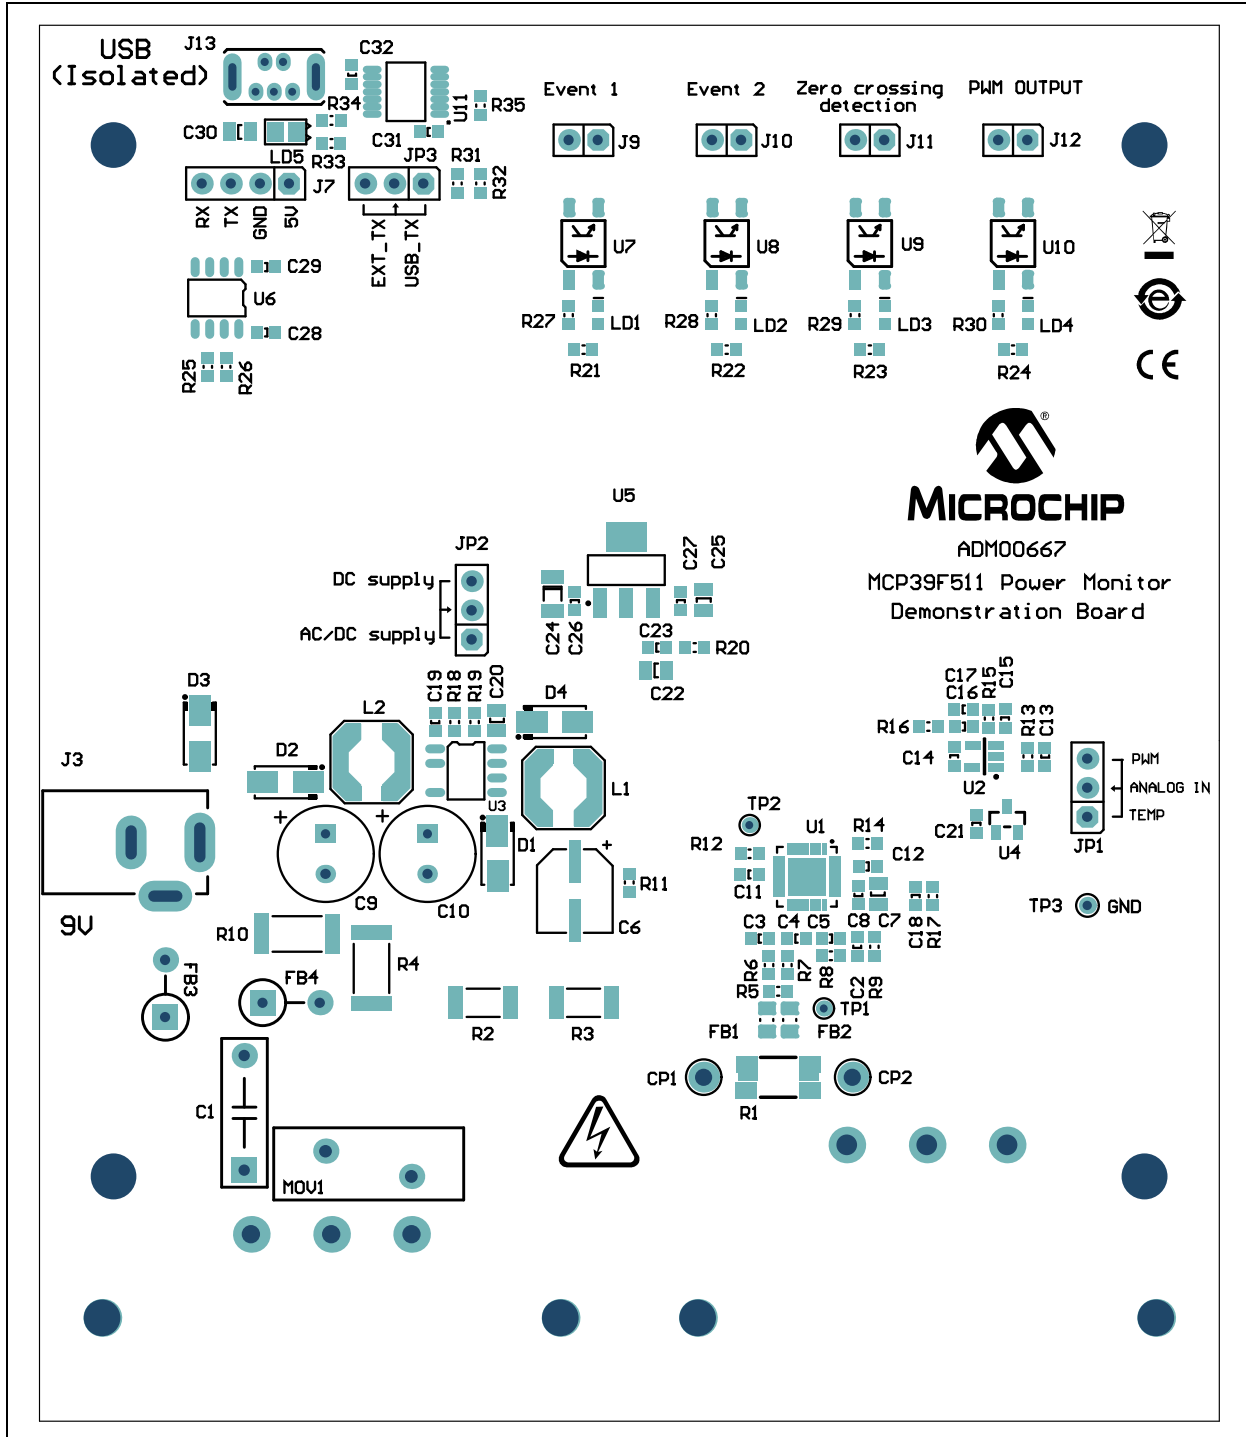 USB
(Isolated)
J13
C32
R34
C30
C31
U11
R35
LD5
R33
JP3
R31
R32
J7
RX
TX
GND
5V
EXT_TX
USB_TX
C29
U6
C28
R25
R26
Event 1
Event 2
Zero crossing
detection
PWM OUTPUT
J9
J10
J11
J12
U7
U8
U9
U10
R27
LD1
R28
LD2
R29
LD3
R30
LD4
R21
R22
R23
R24
e
CE
®
MICROCHIP
ADM00667
MCP39F511 Power Monitor
Demonstration Board
U5
JP2
DC supply
AC/DC supply
C27
C25
C24
C26
C23
R20
C22
D3
L2
C19
R18
R19
C20
D4
J3
D2
U3
L1
D1
+
+
+
C9
C10
C6
R11
9V
R10
R4
FB3
FB4
R2
R3
C17
C16
R15
C15
R16
R13
C13
C14
U2
PWM
ANALOG IN
TEMP
JP1
C21
U4
TP2
U1
R14
R12
C12
C11
TP3
GND
C3
C4
C5
C8
C7
C18
R17
R6
R7
R8
C2
R9
R5
TP1
FB1
FB2
CP1
CP2
R1
C1
MOV1